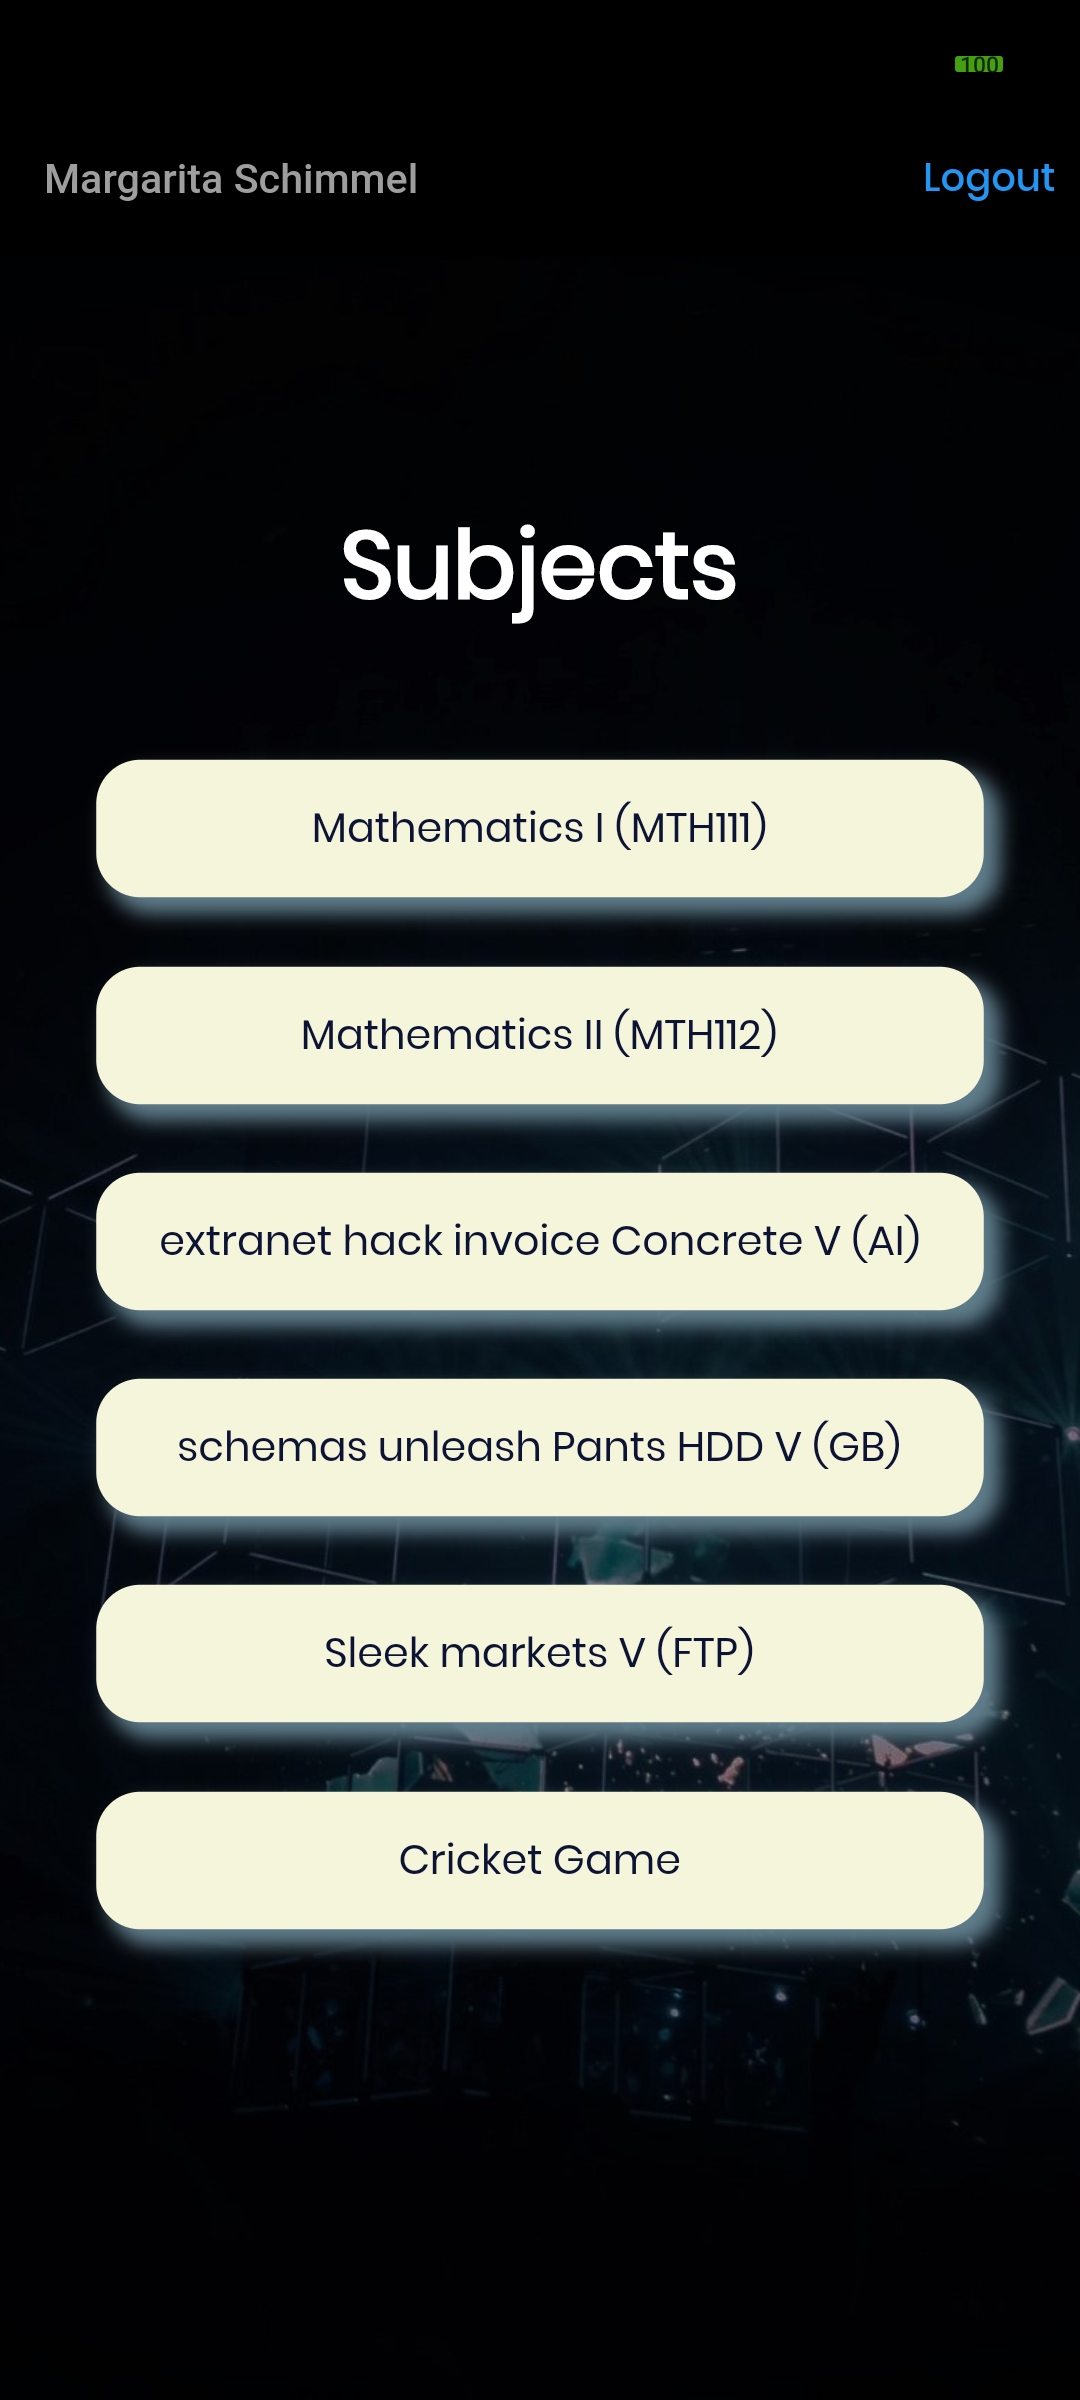 100
Margarita Schimmel
Logout
Subjects
Mathematics I (MTH111)
Mathematics II (MTH112)
extranet hack invoice Concrete V (AI)
schemas unleash Pants HDD V (GB)
Sleek markets V (FTP)
Cricket Game